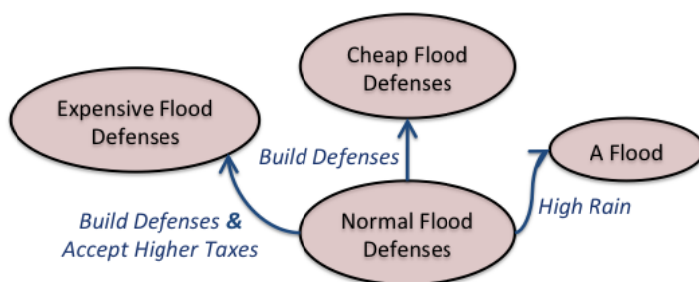 Cheap Flood
Defenses
Expensive Flood
Defenses
A Flood
Build Defenses
High Rain
Build Defenses &
Accept Higher Taxes
Normal Flood
Defenses